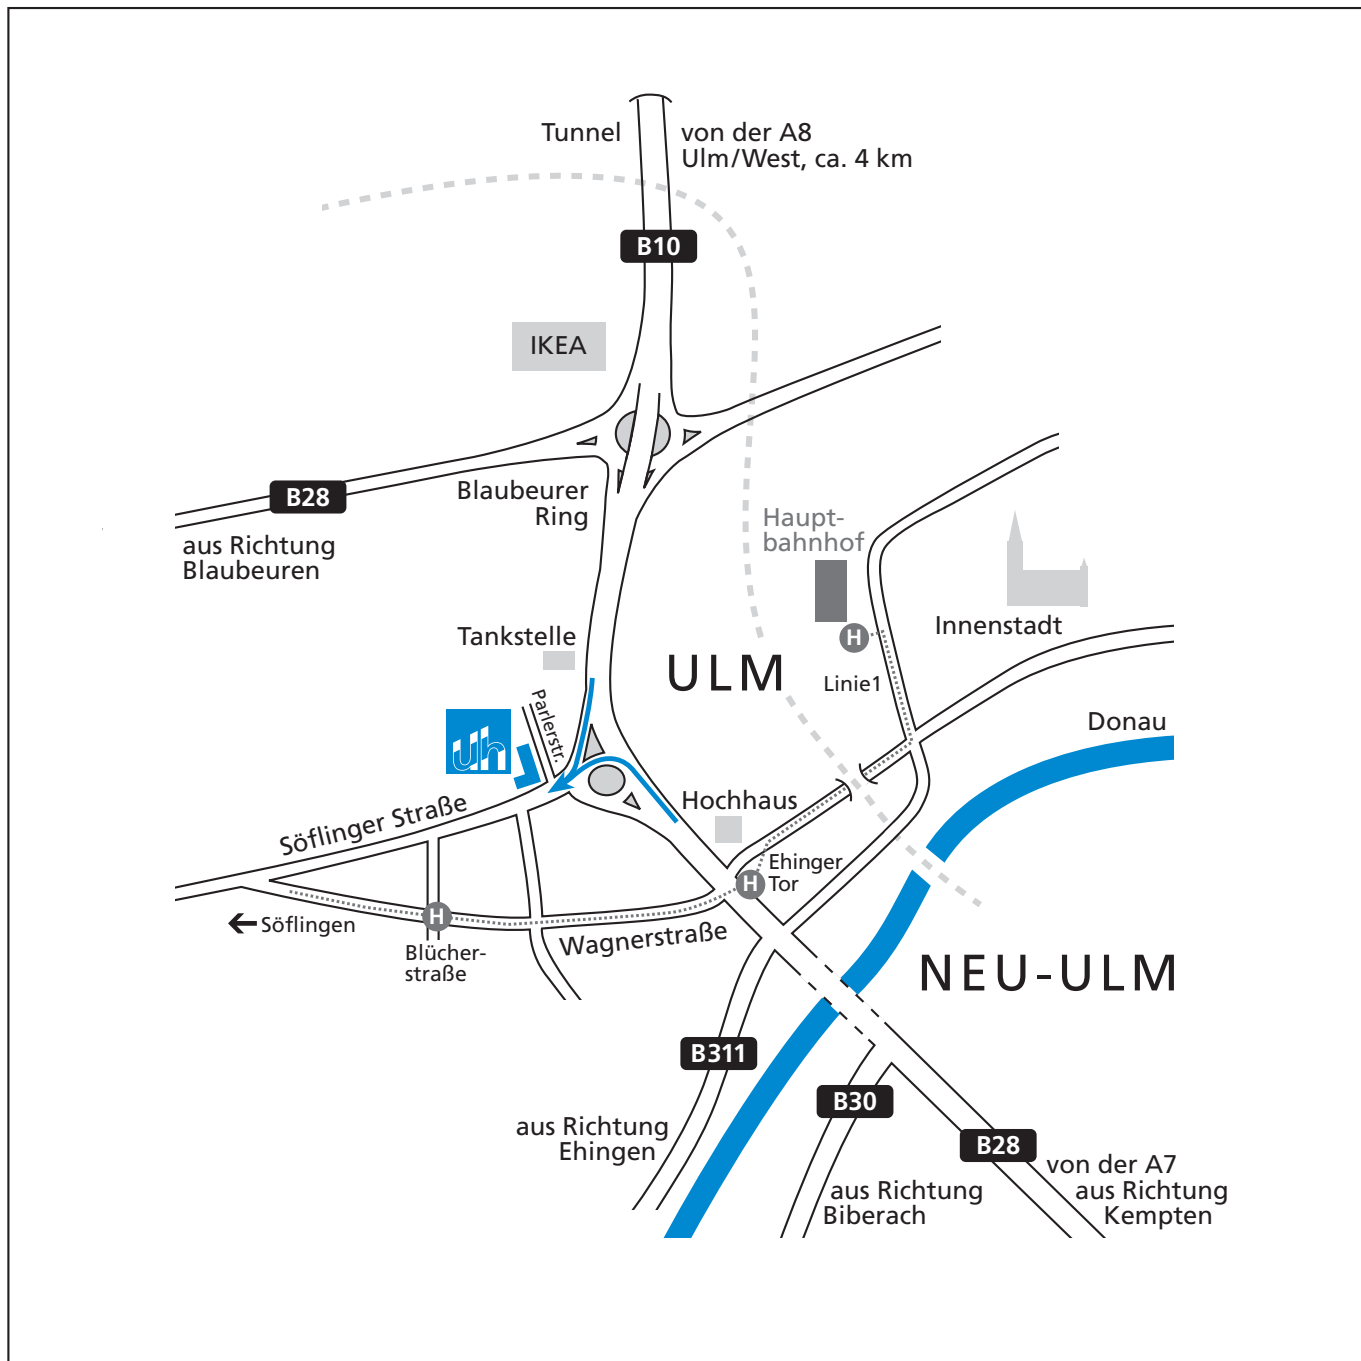 Tunnel
von der A8
Ulm/West, ca. 4 km
B10
IKEA
B28
Blaubeurer
Ring
aus Richtung
Blaubeuren
Haupt-
bahnhof
H
Linie1
Innenstadt
Tankstelle
ULM
Parlerstr.
uh
Donau
Söflinger Straße
Hochhaus
Ehinger
Tor
H
H
Söflingen
Blücher-
straße
Wagnerstraße
NEU-ULM
B311
B30
B28
aus Richtung
Ehingen
von der A7
aus Richtung
Kempten
aus Richtung
Biberach